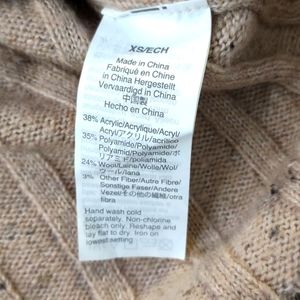 XS/ECH
Made in China
Fabriqué en Chine
in China Hergestellt
Vervaardigd in China
中国製
Hecho en China
38% Acrylic/Acrylique/Acryl/
Acryl/アクリル/acrilico
35% Polyamide/Polyamide/
Polyamid/Polyamide/ポ
リアミド/poliamida
24% Wool/Laine/Wolle/Wol/
ウール/lana
3% Other Fiber/Autre Fibre/
Sonstige Faser/Andere
Vezel/その他の繊維/otra
fibra
Hand wash cold
separately. Non-chlorine
bleach only. Reshape and
lay flat to dry. Iron on
lowest setting